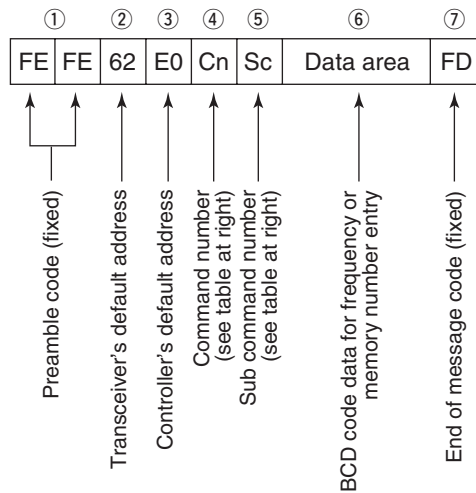 ① ② ③ ④ ⑤ ⑥ ⑦
FE FE 62 E0 Cn Sc Data area FD
Preamble code (fixed)
Transceiver's default address
Controller's default address
Command number
(see table at right)
Sub command number
(see table at right)
BCD code data for frequency or
memory number entry
End of message code (fixed)